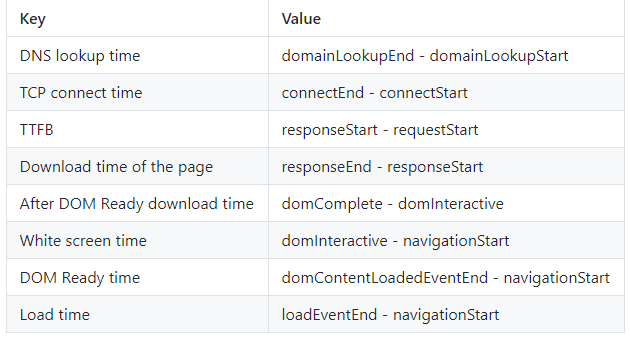 Key Value
DNS lookup time domainLookupEnd - domainLookupStart
TCP connect time connectEnd - connectStart
TTFB responseStart - requestStart
Download time of the page responseEnd - responseStart
After DOM Ready download time domComplete - domInteractive
White screen time domInteractive - navigationStart
DOM Ready time domContentLoadedEventEnd - navigationStart
Load time loadEventEnd - navigationStart